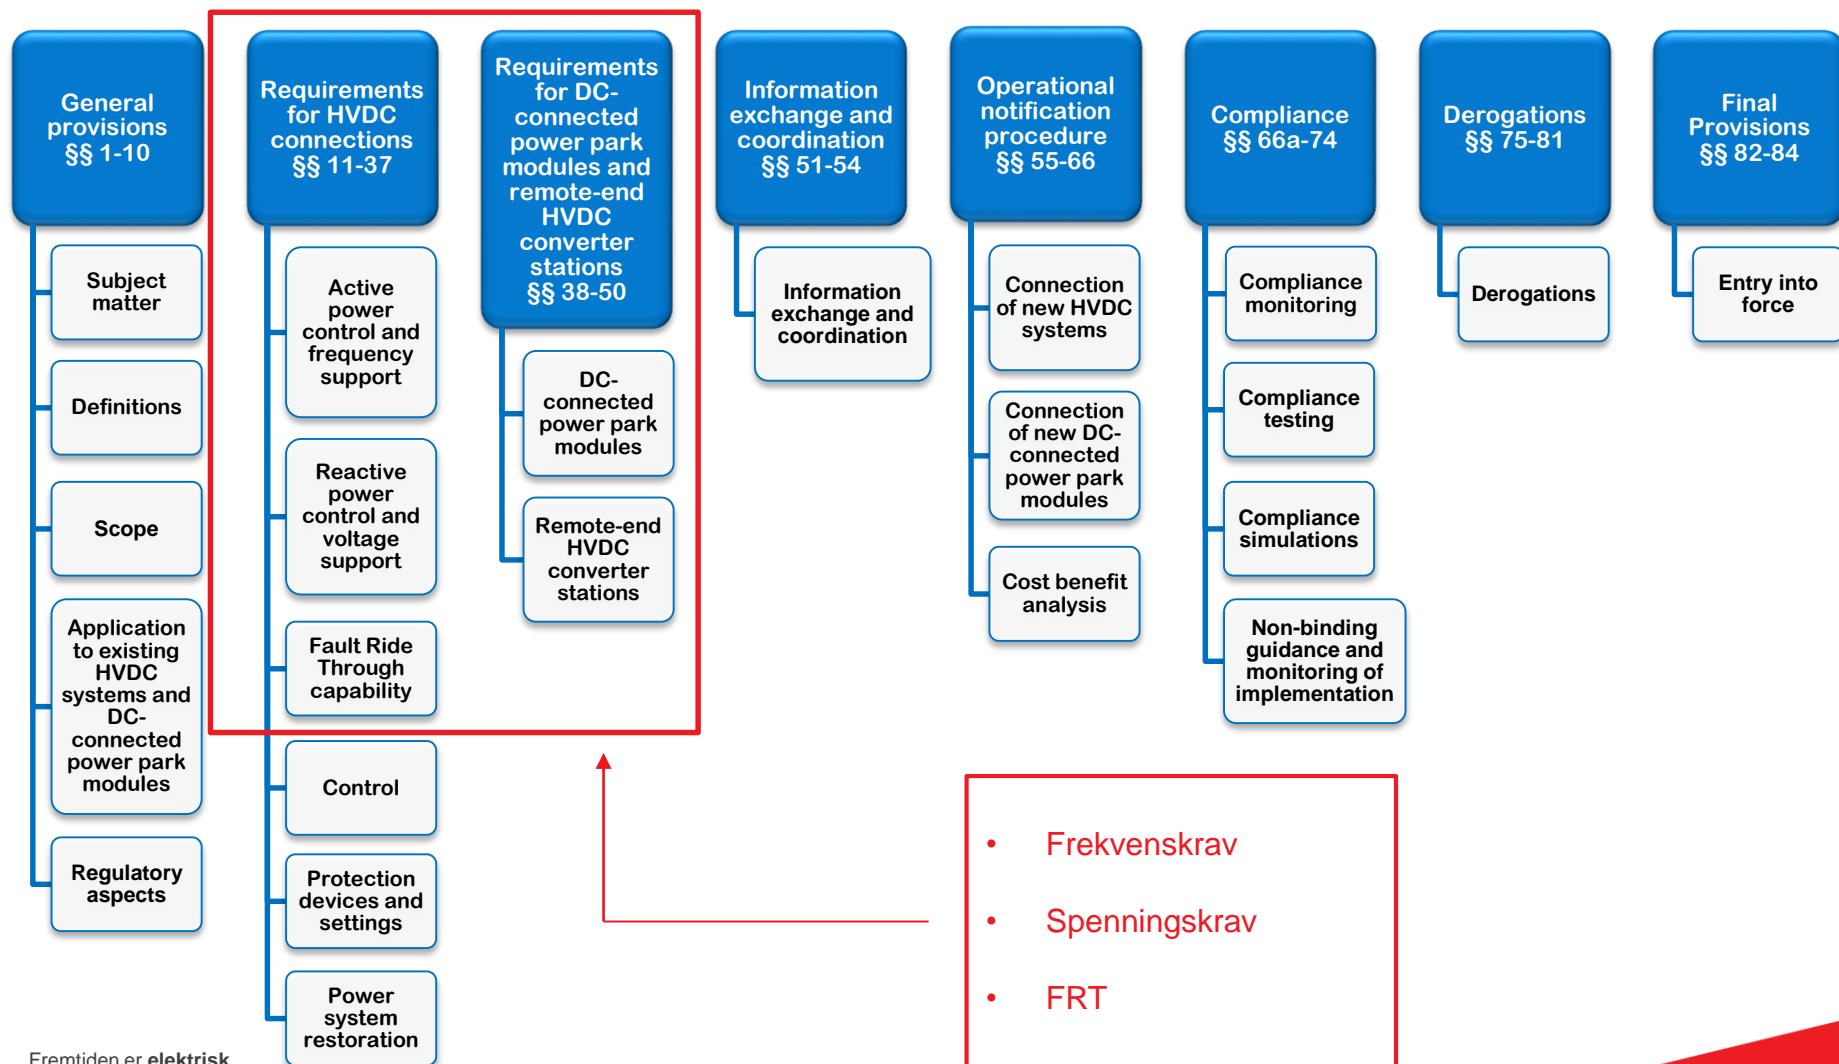 General
provisions
§§ 1-10
Subject
matter
Definitions
Scope
Application
to existing
HVDC
systems and
DC-
connected
power park
modules
Regulatory
aspects
Requirements
for HVDC
connections
§§ 11-37
Active
power
control and
frequency
support
Reactive
power
control and
voltage
support
Fault Ride
Through
capability
Control
Protection
devices and
settings
Power
system
restoration
Requirements
for DC-
connected
power park
modules and
remote-end
HVDC
converter
stations
§§ 38-50
DC-
connected
power park
modules
Remote-end
HVDC
converter
stations
Information
exchange and
coordination
§§ 51-54
Information
exchange and
coordination
Operational
notification
procedure
§§ 55-66
Connection
of new HVDC
systems
Connection
of new DC-
connected
power park
modules
Cost benefit
analysis
Compliance
§§ 66a-74
Compliance
monitoring
Compliance
testing
Compliance
simulations
Non-binding
guidance and
monitoring of
implementation
Derogations
§§ 75-81
Derogations
Final
Provisions
§§ 82-84
Entry into
force
• Frekvenskrav
• Spenningskrav
• FRT
Fremtiden er elektrisk